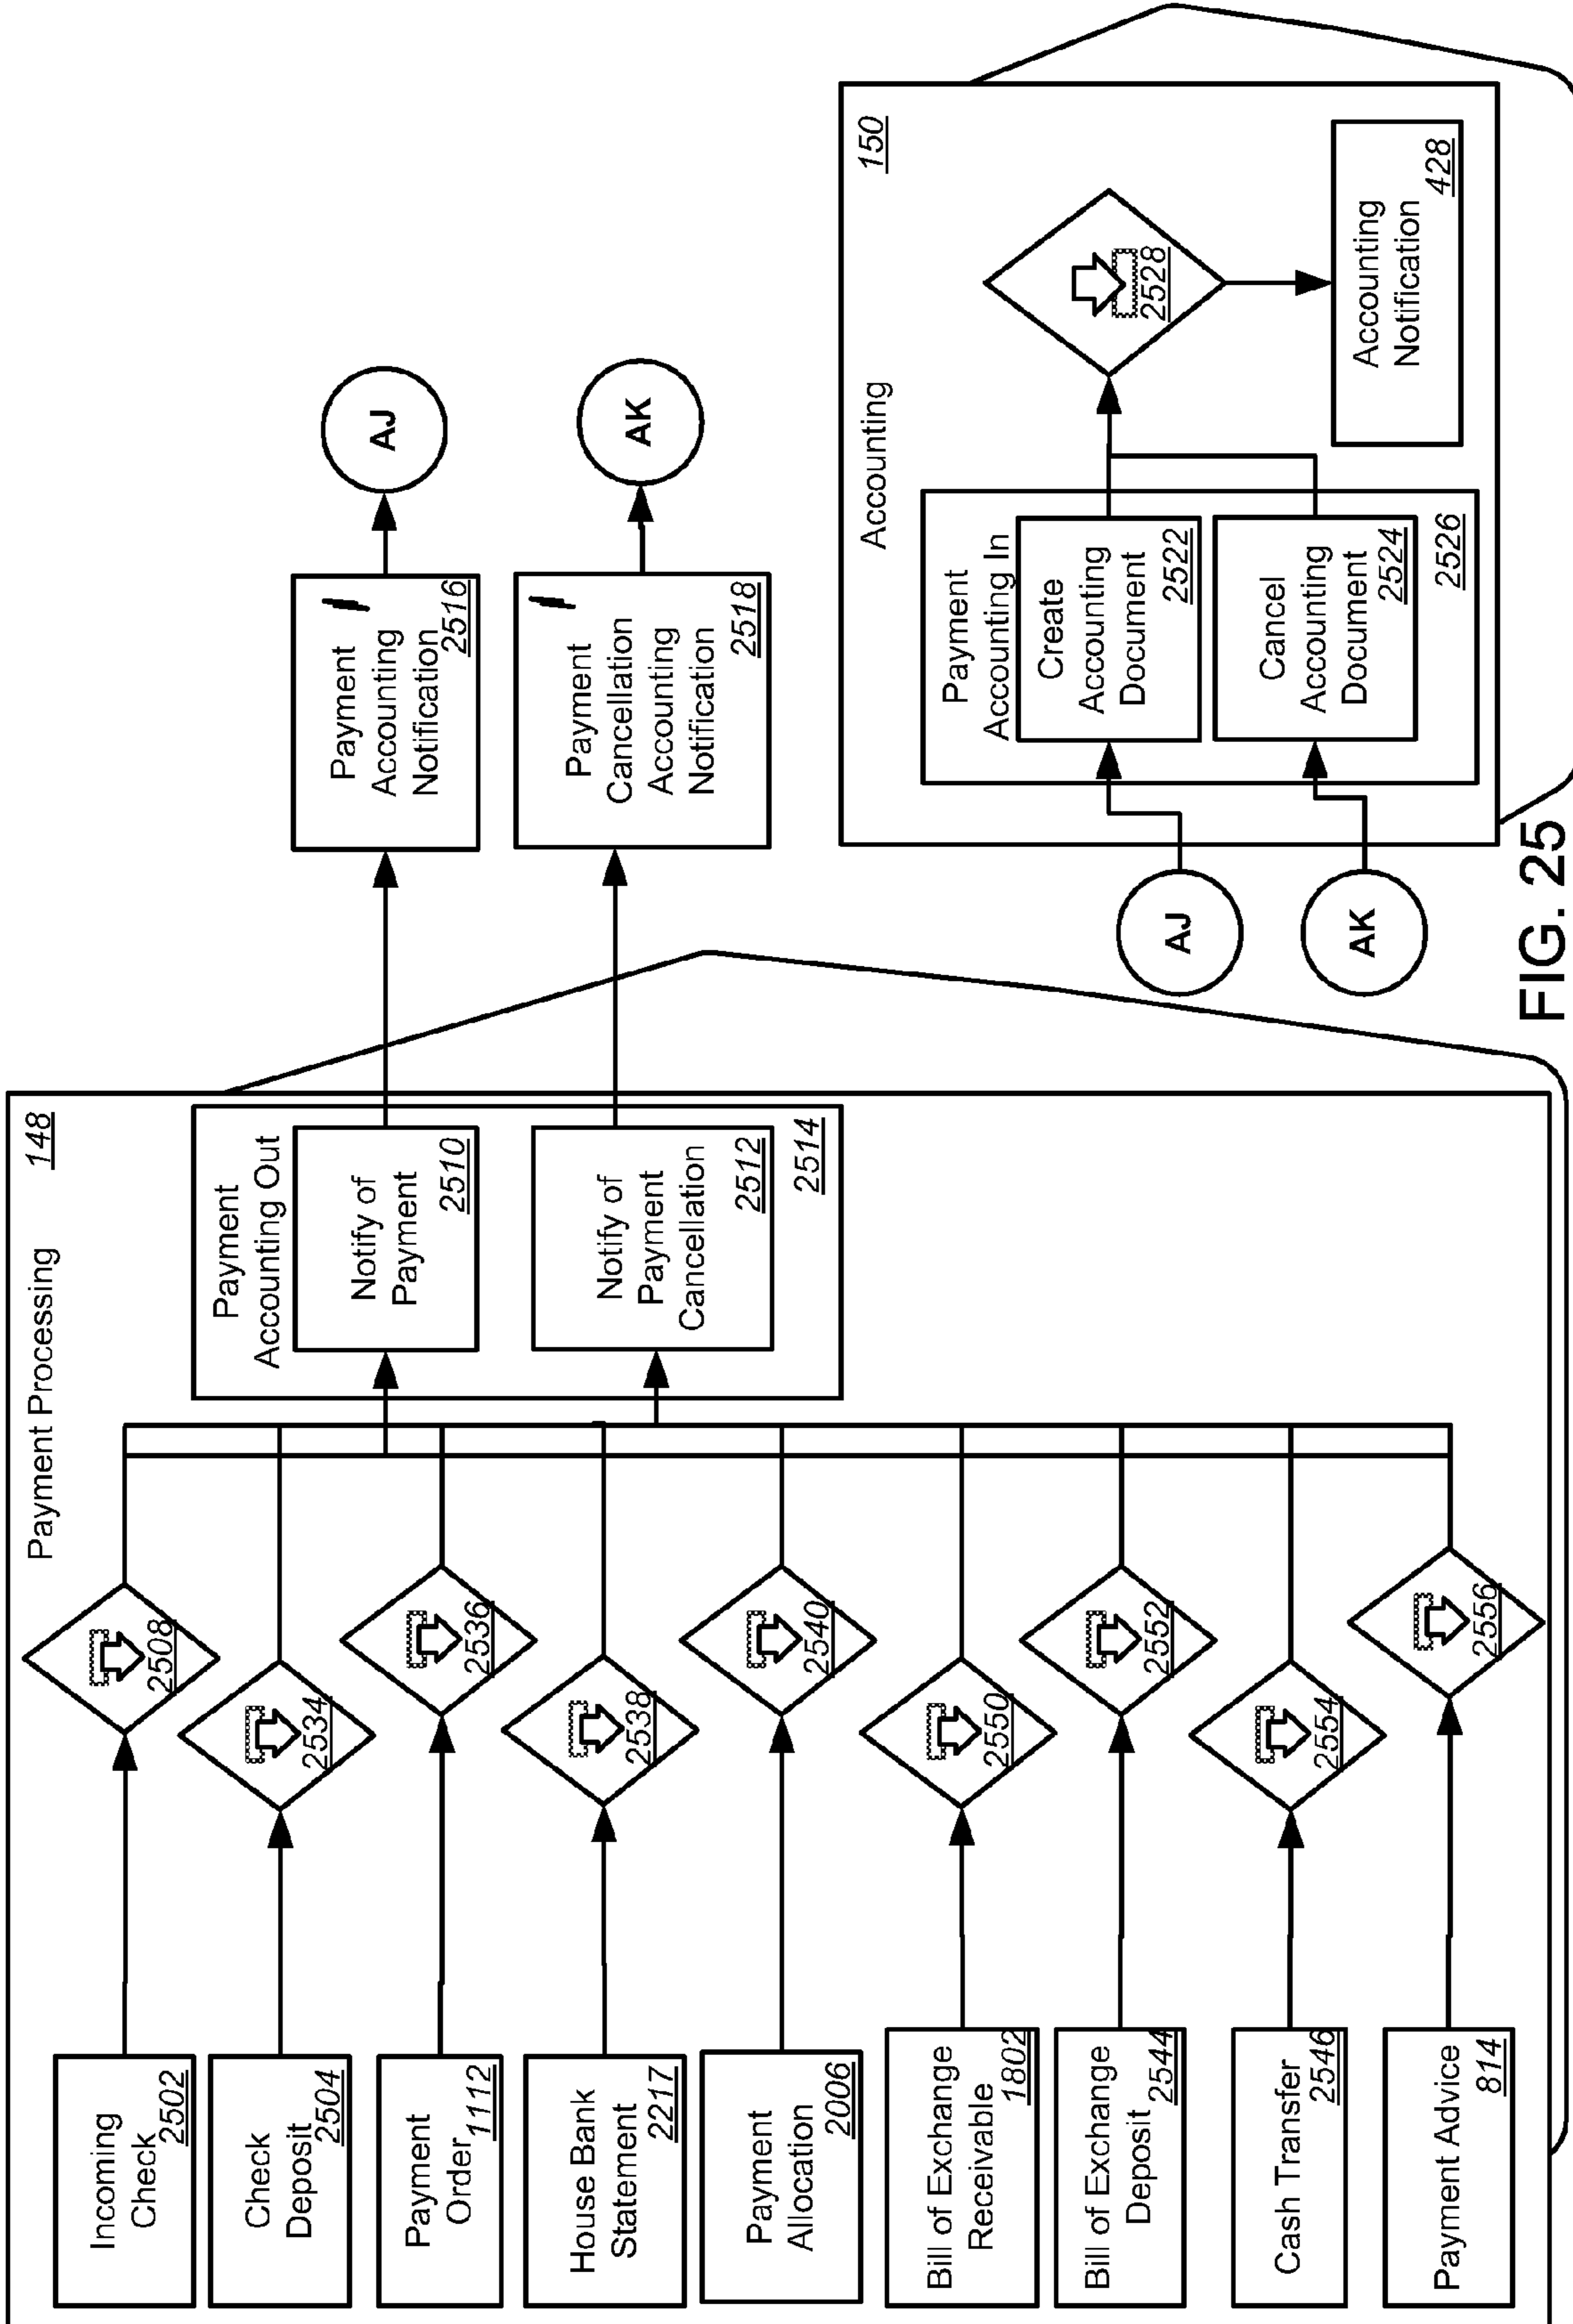 Payment Processing
148
Incoming
Check
2502
2508
Check
Deposit
2504
2534
Payment
Order
1112
2536
House Bank
Statement
2217
2538
Payment
Allocation
2006
2540
Bill of Exchange
Receivable
1802
2550
Bill of Exchange
Deposit
2544
2552
Cash Transfer
2546
2554
Payment Advice
814
2556
Payment
Accounting Out
Notify of
Payment
2510
Notify of
Payment
Cancellation
2512
2514
Payment
Accounting
Notification
2516
AJ
Payment
Cancellation
Accounting
Notification
2518
AK
Accounting
150
AJ
AK
Payment
Accounting In
Create
Accounting
Document
2522
Cancel
Accounting
Document
2524
2526
2528
Accounting
Notification
428
FIG. 25